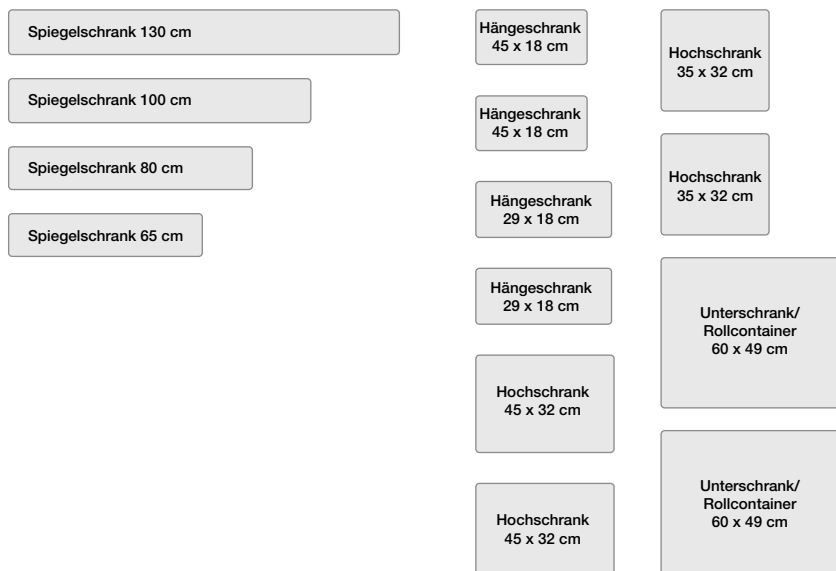 Spiegelschrank 130 cm
Spiegelschrank 100 cm
Spiegelschrank 80 cm
Spiegelschrank 65 cm
Hängeschrank
45 x 18 cm
Hängeschrank
45 x 18 cm
Hängeschrank
29 x 18 cm
Hängeschrank
29 x 18 cm
Hochschrank
45 x 32 cm
Hochschrank
45 x 32 cm
Hochschrank
35 x 32 cm
Hochschrank
35 x 32 cm
Unterschrank/
Rollcontainer
60 x 49 cm
Unterschrank/
Rollcontainer
60 x 49 cm